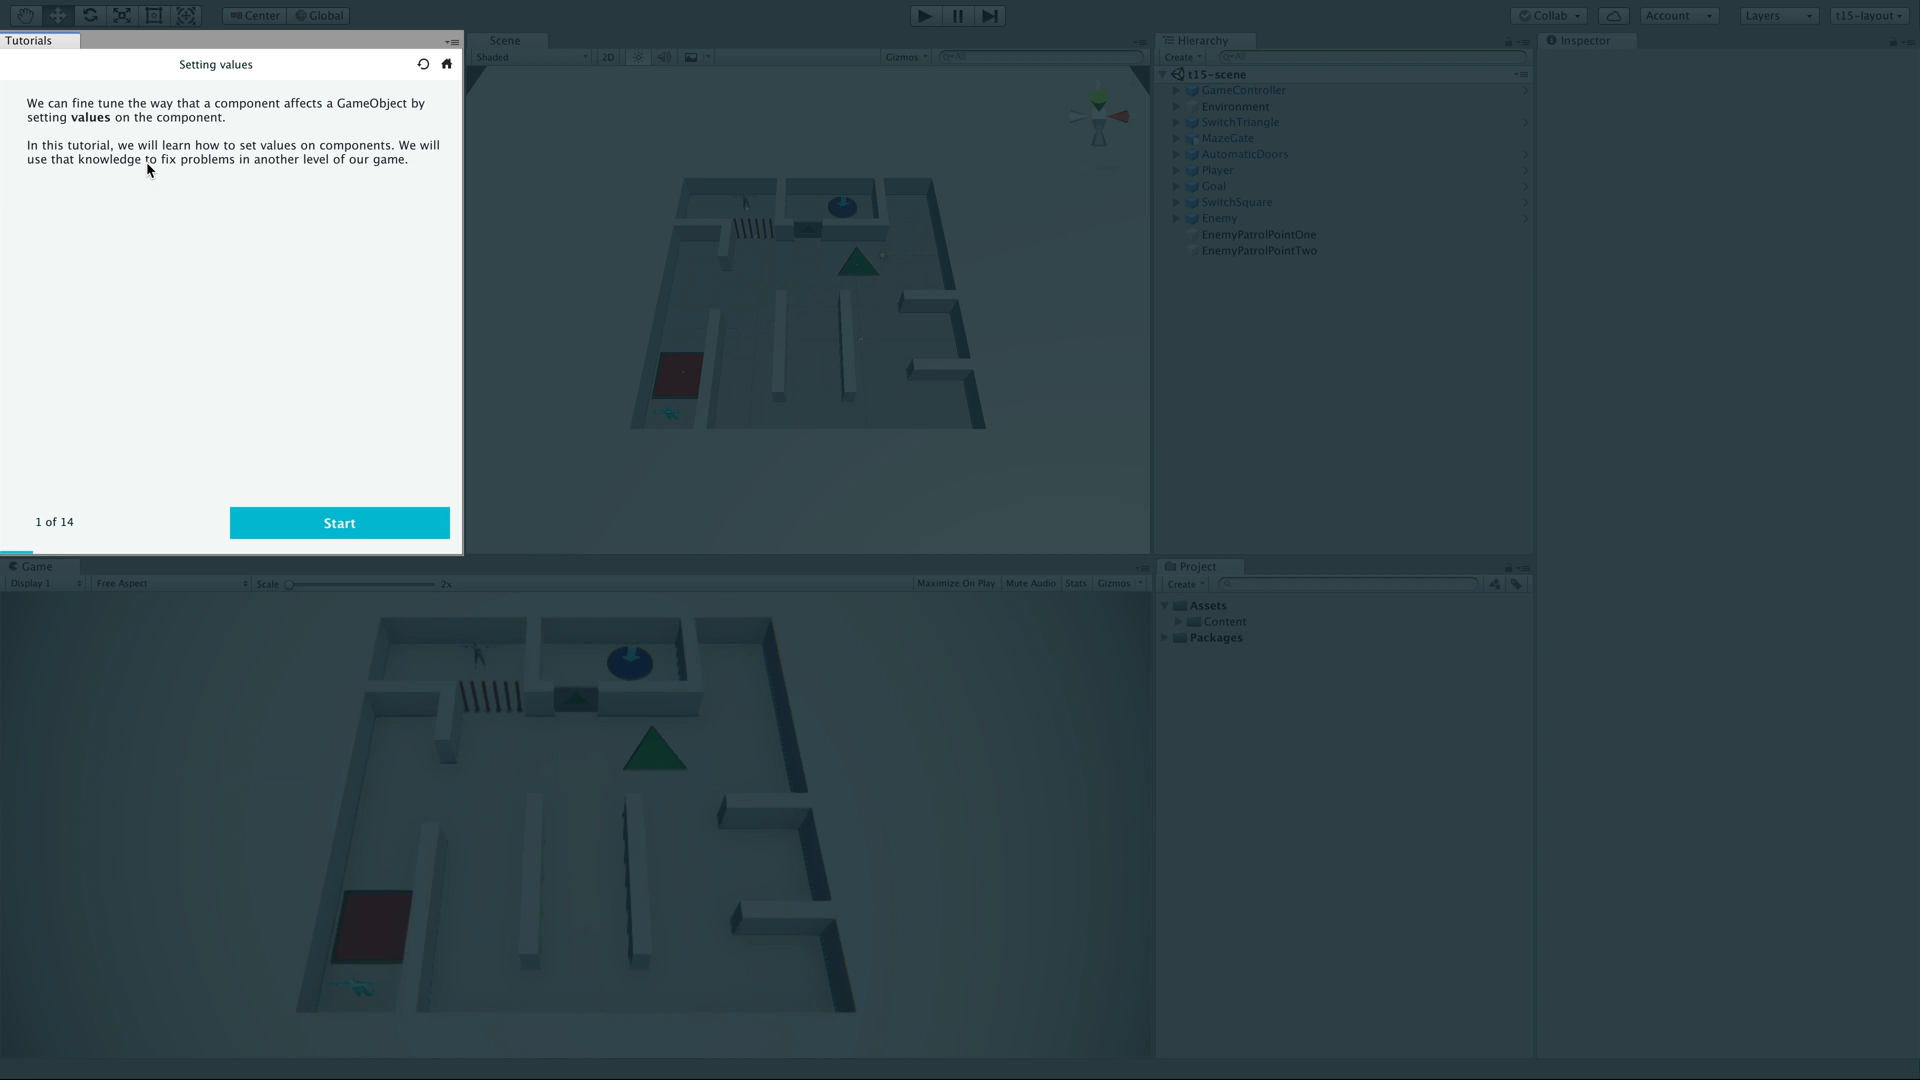 Center
Global
Collab
Account
Layers
t15-layout
Tutorials
Setting values
We can fine tune the way that a component affects a GameObject by
setting values on the component.
In this tutorial, we will learn how to set values on components. We will
use that knowledge to fix problems in another level of our game.
1 of 14
Start
Scene
Shaded
2D
Gizmos
All
Hierarchy
Create
All
t15-scene
GameController
Environment
SwitchTriangle
MazeGate
AutomaticDoors
Player
Goal
SwitchSquare
Enemy
EnemyPatrolPointOne
EnemyPatrolPointTwo
Inspector
Game
Display 1
Free Aspect
Scale
2x
Maximize On Play
Mute Audio
Stats
Gizmos
Project
Create
Assets
Content
Packages